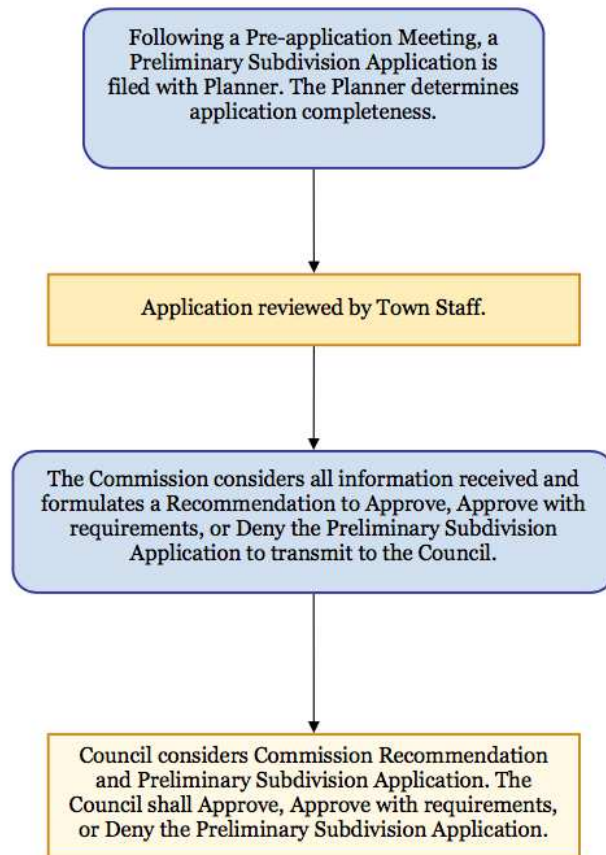 Following a Pre-application Meeting, a
Preliminary Subdivision Application is
filed with Planner. The Planner determines
application completeness.
Application reviewed by Town Staff.
The Commission considers all information received and
formulates a Recommendation to Approve, Approve with
requirements, or Deny the Preliminary Subdivision
Application to transmit to the Council.
Council considers Commission Recommendation
and Preliminary Subdivision Application. The
Council shall Approve, Approve with requirements,
or Deny the Preliminary Subdivision Application.